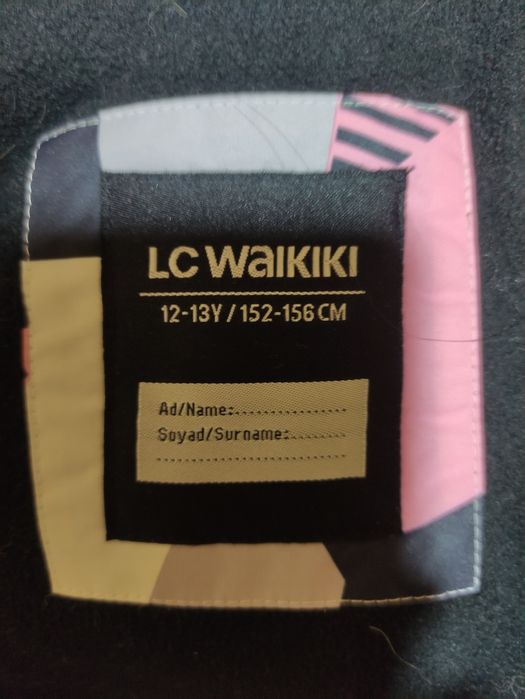 LC WAIKIKI
12-13Y / 152-156 CM
Ad/Name:................
Soyad/Surname:........
...........................